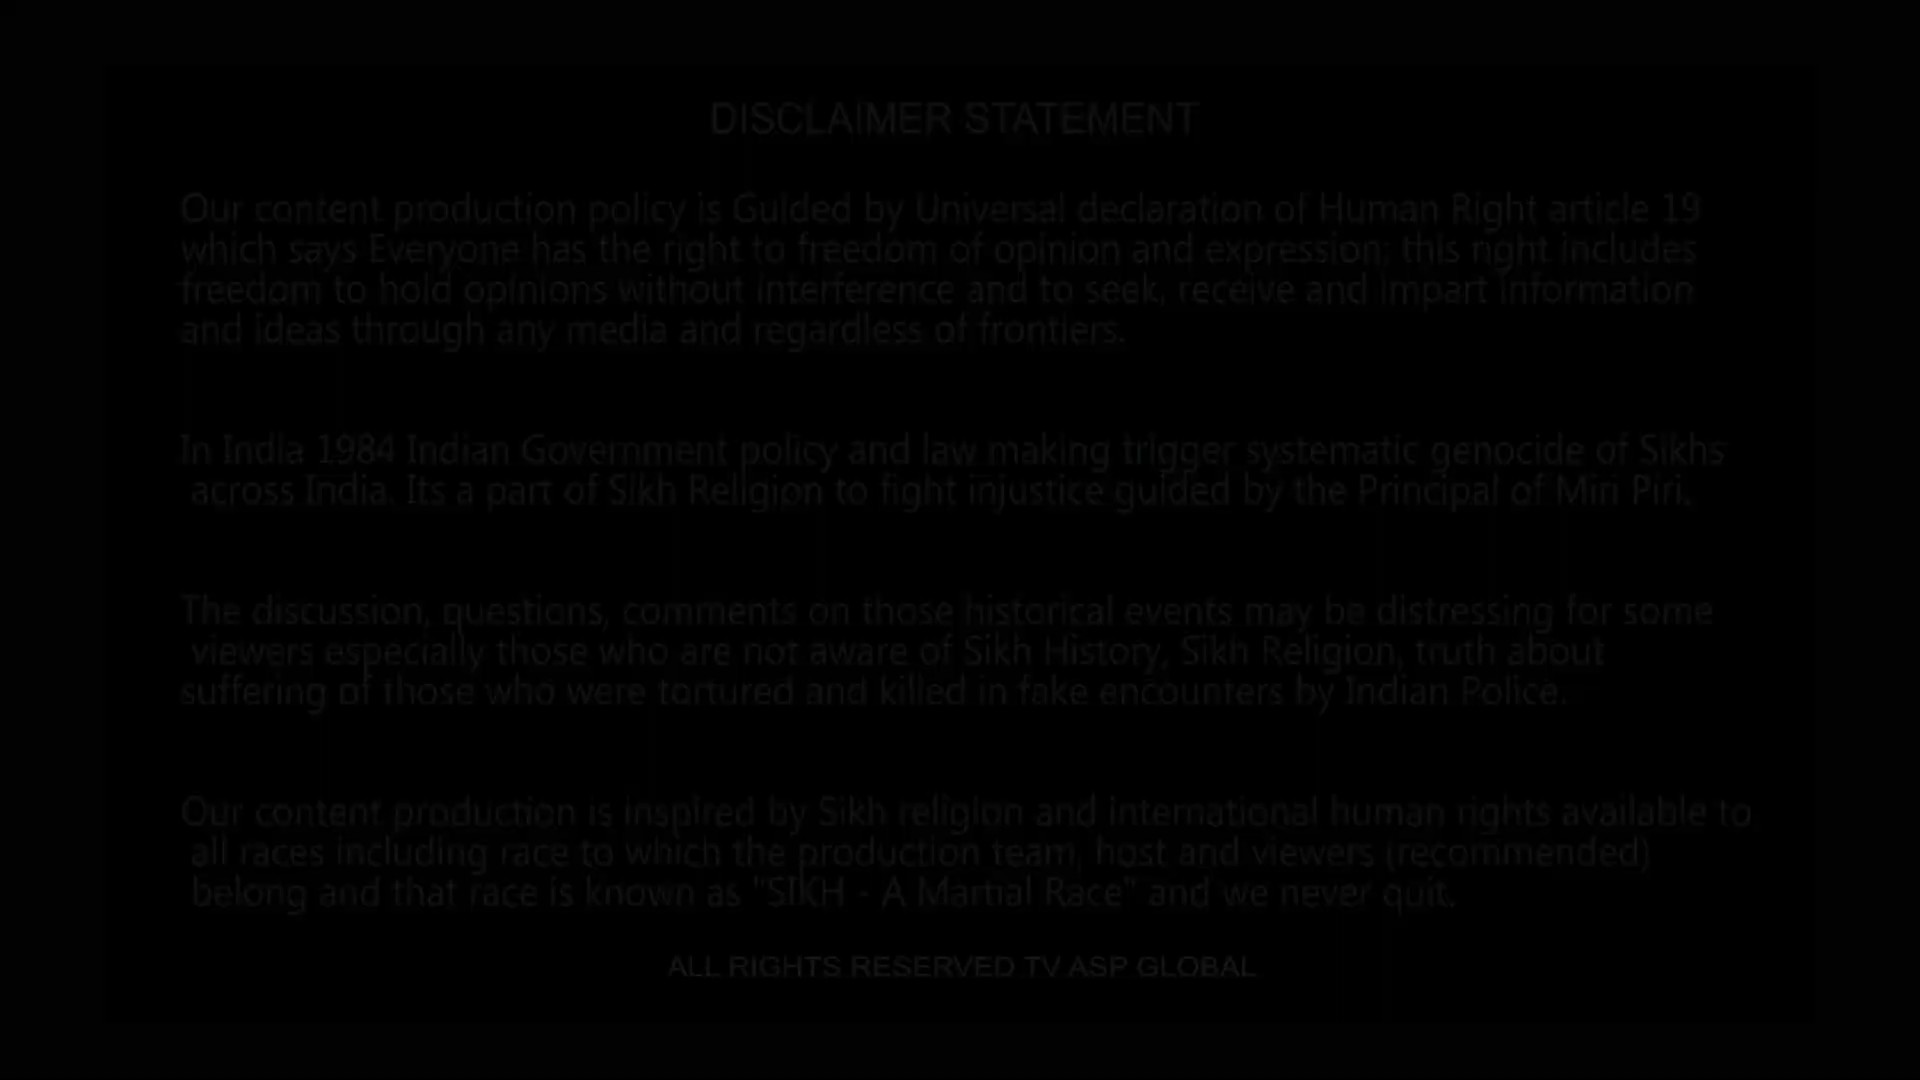 DISCLAIMER STATEMENT
Our content production policy is Guided by Universal declaration of Human Right article 19
which says Everyone has the right to freedom of opinion and expression; this right includes
freedom to hold opinions without interference and to seek, receive and impart information
and ideas through any media and regardless of frontiers.
In India 1984 Indian Government policy and law making trigger systematic genocide of Sikhs
across India. Its a part of Sikh Religion to fight injustice guided by the Principal of Miri Piri.
The discussion, questions, comments on those historical events may be distressing for some
viewers especially those who are not aware of Sikh History, Sikh Religion, truth about
suffering of those who were tortured and killed in fake encounters by Indian Police.
Our content production is inspired by Sikh religion and international human rights available to
all races including race to which the production team, host and viewers (recommended)
belong and that race is known as "SIKH - A Martial Race" and we never quit.
ALL RIGHTS RESERVED TV ASP GLOBAL